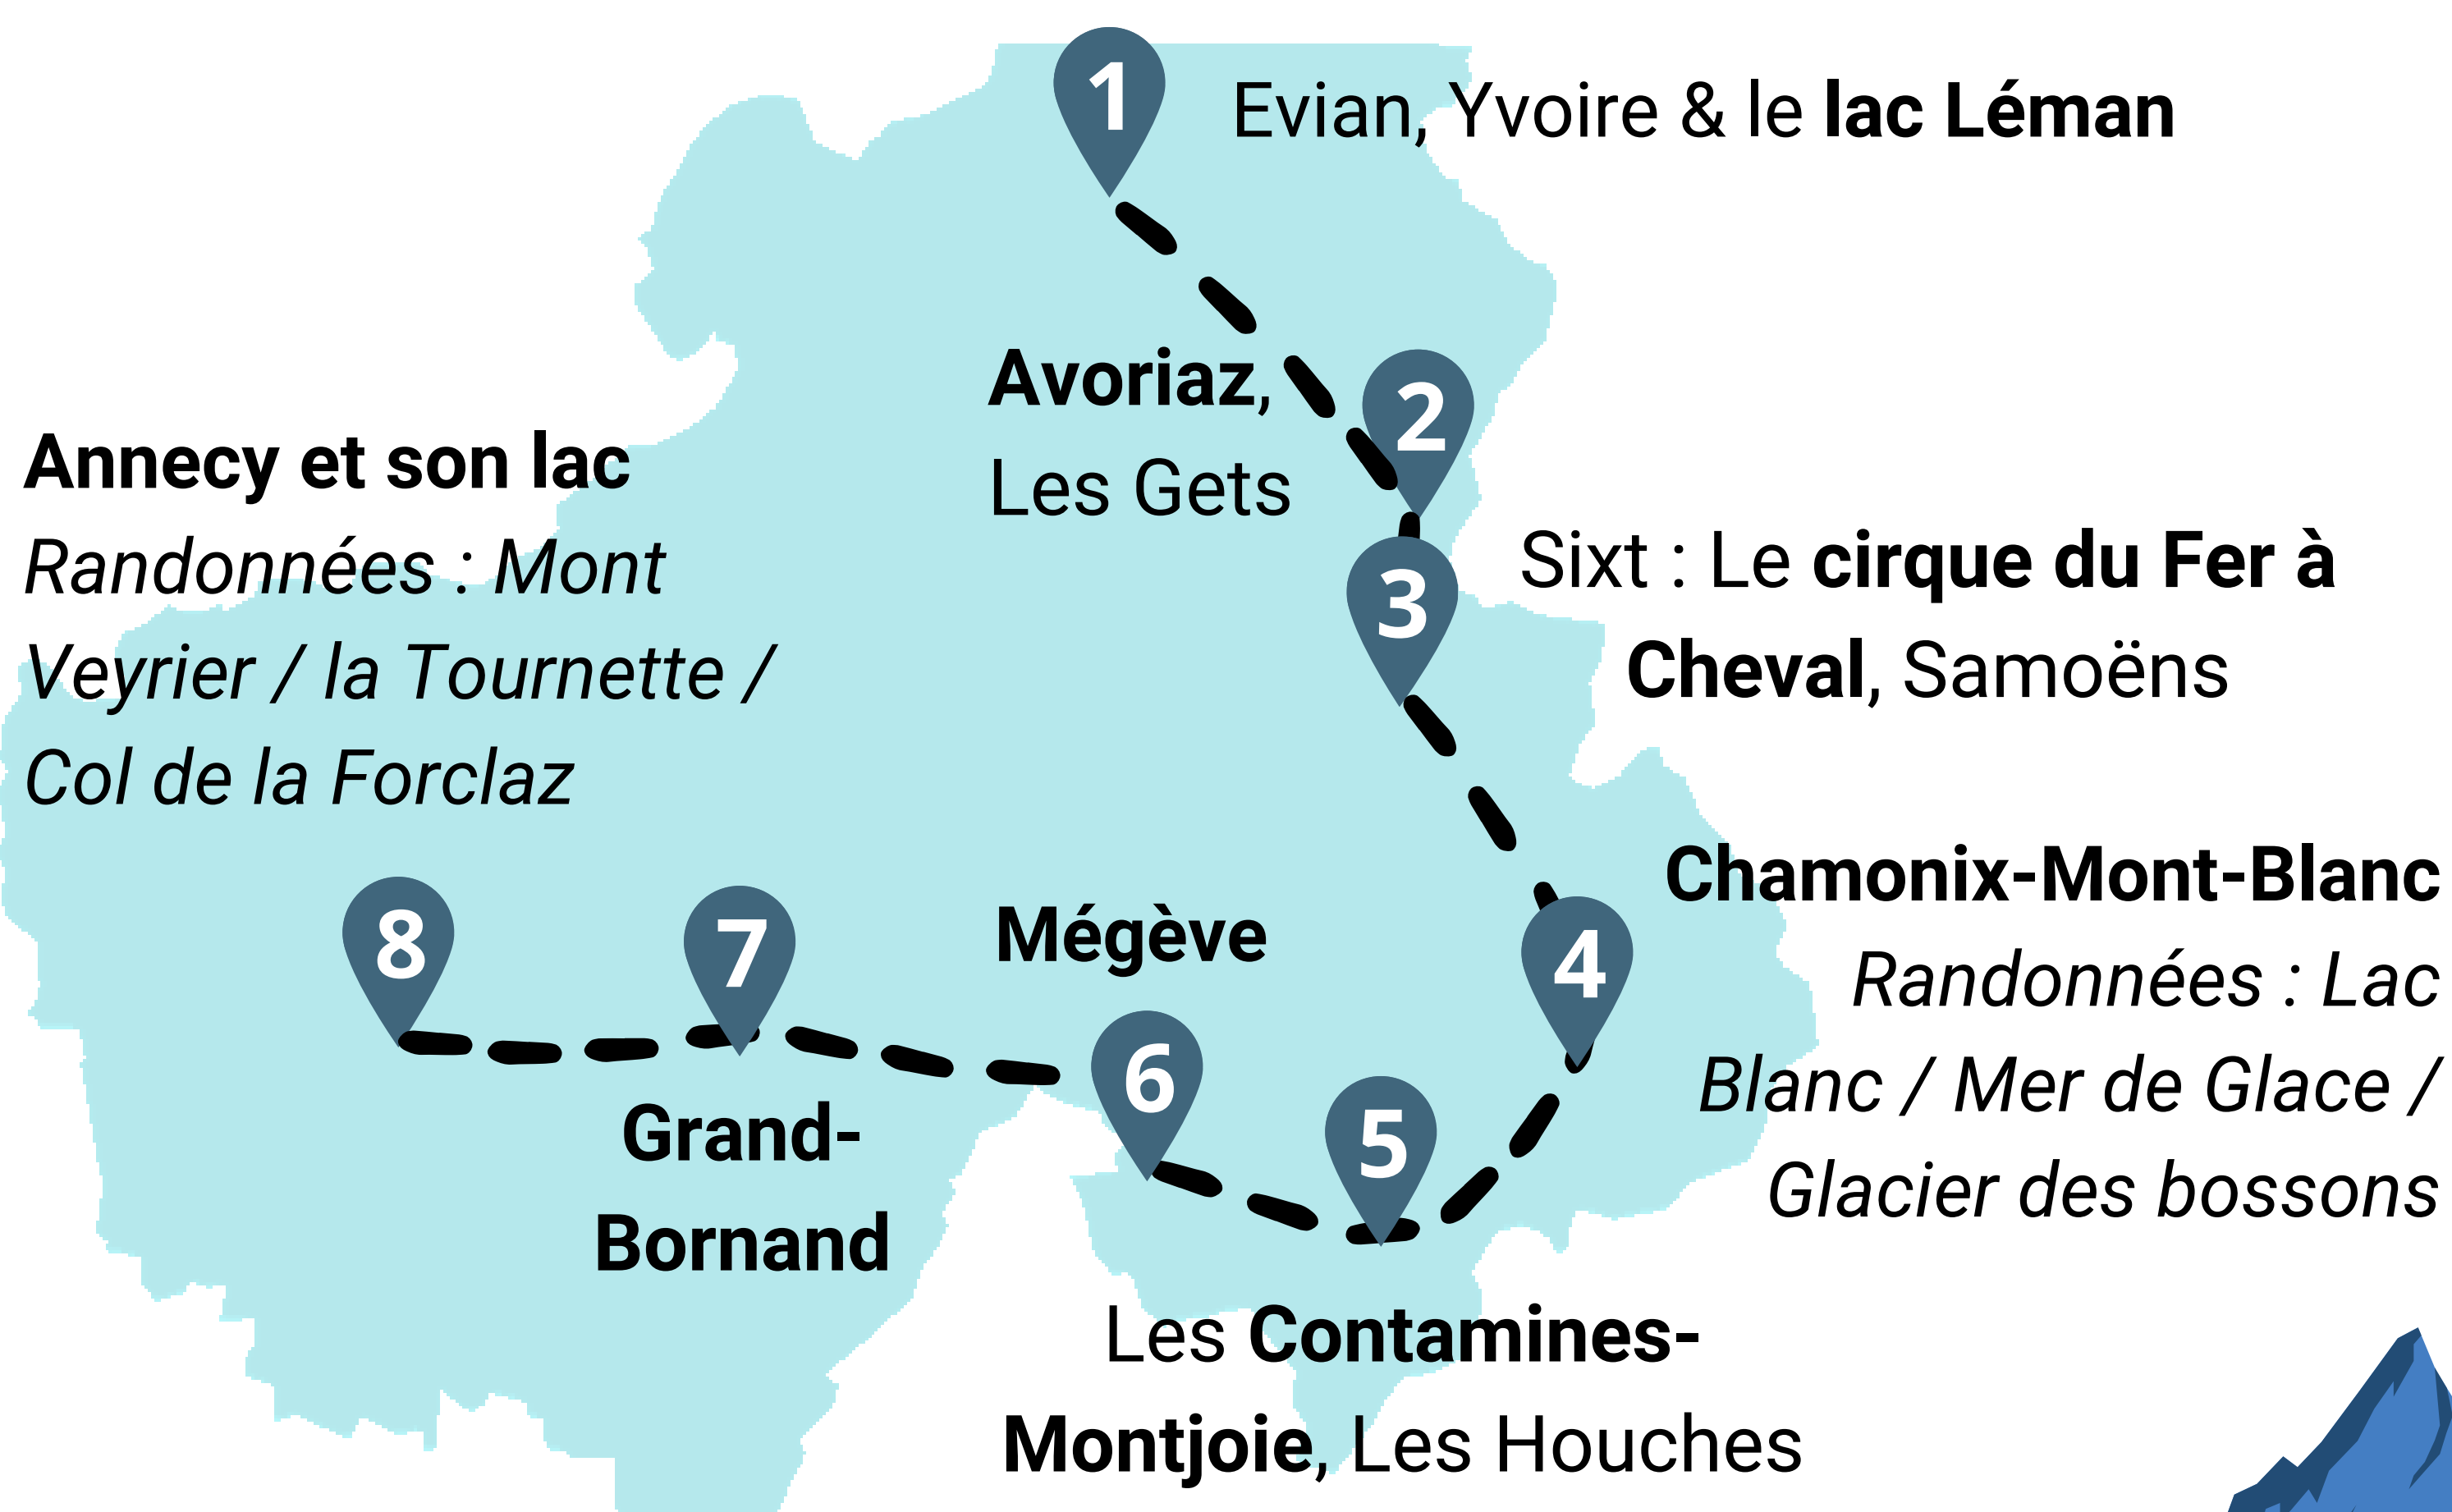 1
Evian, Yvoire & le lac Léman
2
Avoriaz,
Les Gets
3
Sixt : Le cirque du Fer à
Cheval, Samoëns
4
Chamonix-Mont-Blanc
Randonnées : Lac
Blanc / Mer de Glace /
Glacier des bossons
5
Les Contamines-
Montjoie, Les Houches
6
Mégève
7
Grand-
Bornand
8
Annecy et son lac
Randonnées : Mont
Veyrier / la Tournette /
Col de la Forclaz